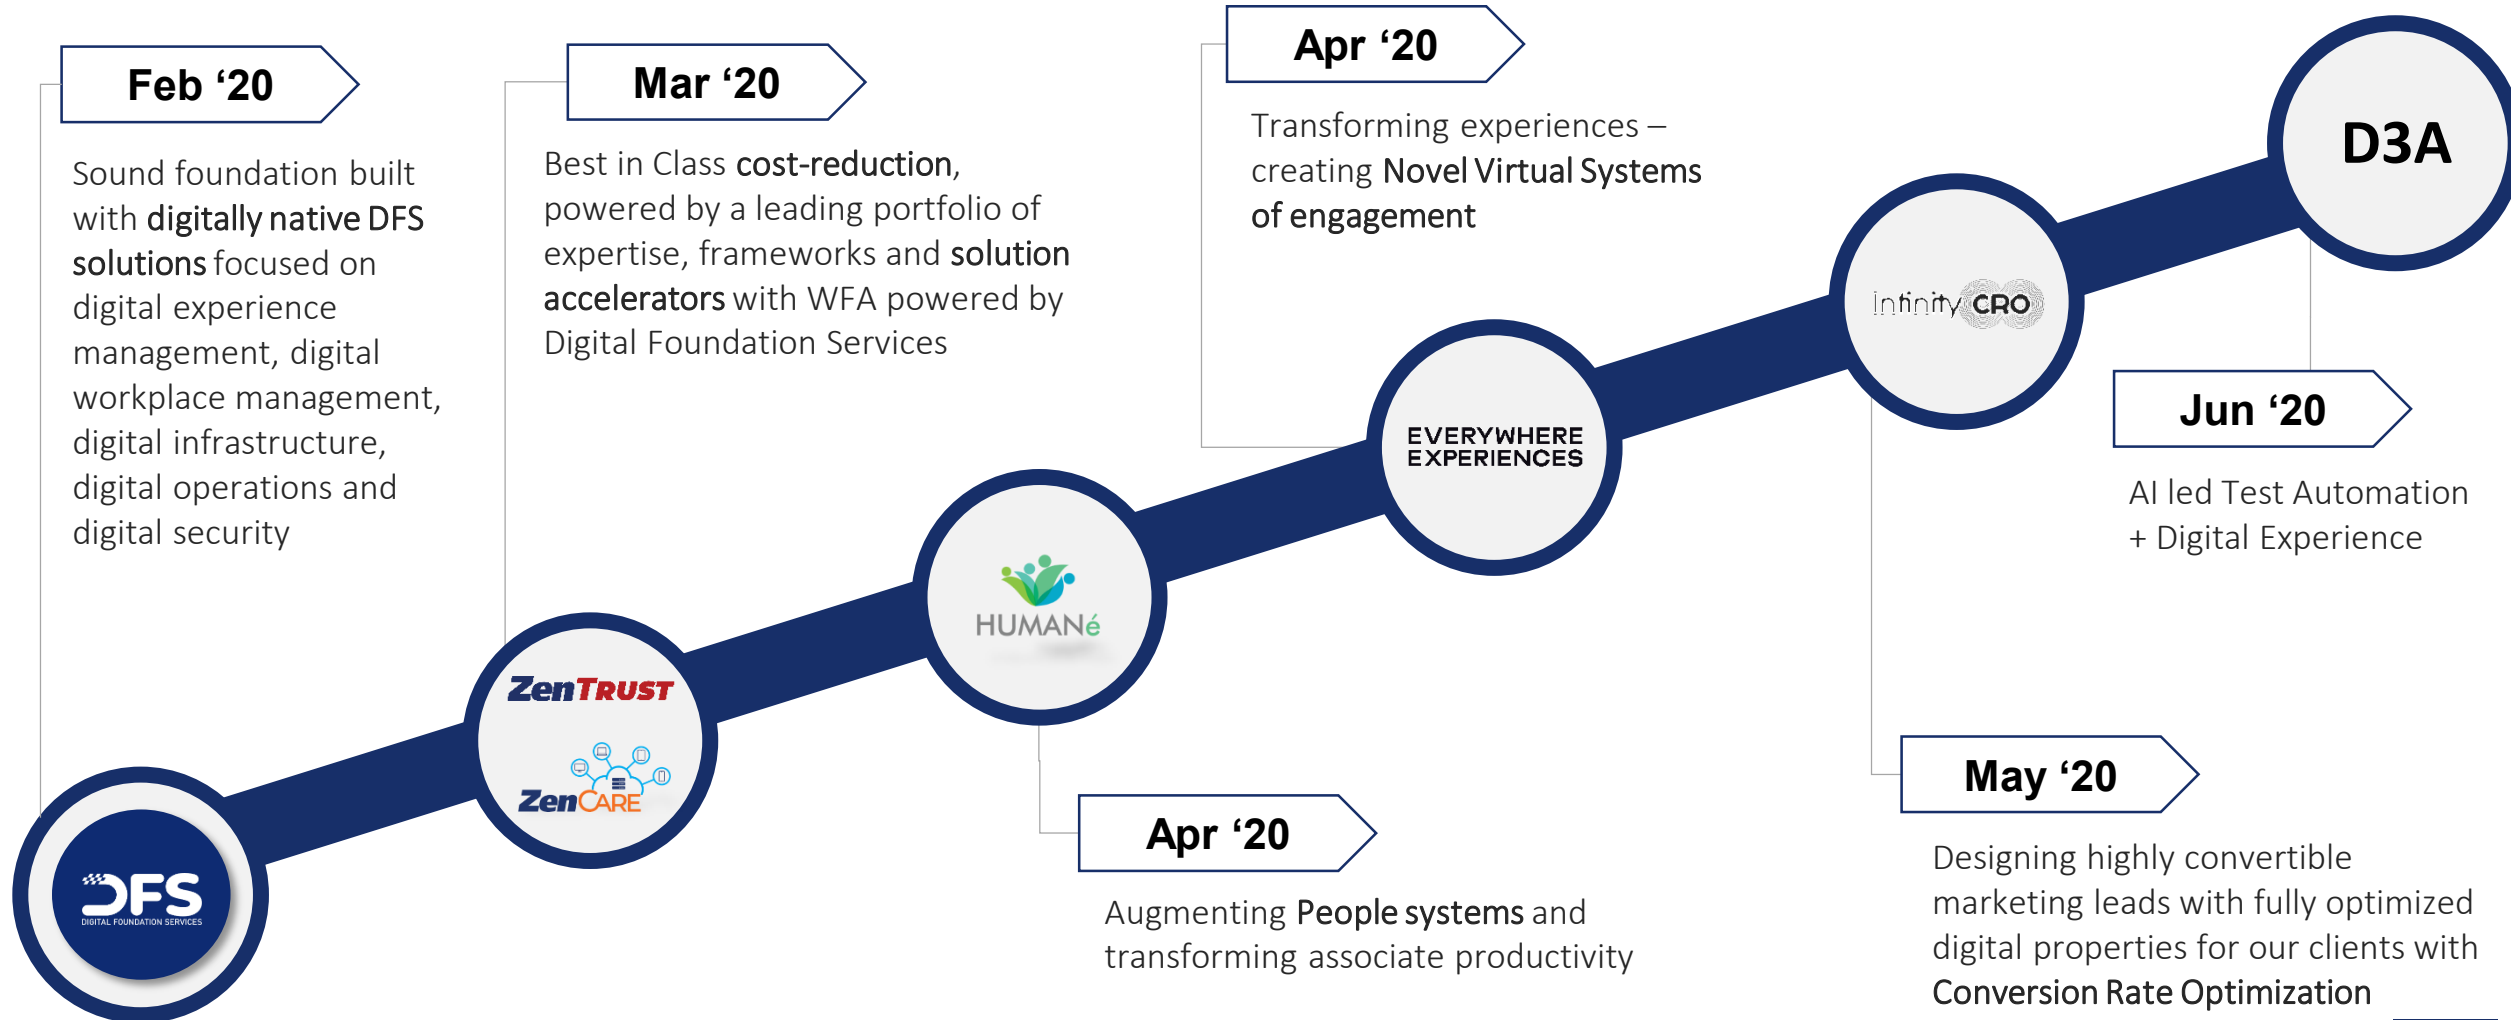 Feb ‘20
Sound foundation built
with digitally native DFS
solutions focused on
digital experience
management, digital
workplace management,
digital infrastructure,
digital operations and
digital security
Mar ‘20
Best in Class cost-reduction,
powered by a leading portfolio of
expertise, frameworks and solution
accelerators with WFA powered by
Digital Foundation Services
Apr ‘20
Transforming experiences –
creating Novel Virtual Systems
of engagement
D3A
infinity CRO
EVERYWHERE
EXPERIENCES
Jun ‘20
AI led Test Automation
+ Digital Experience
HUMANé
ZenTRUST
ZenCARE
DFS
DIGITAL FOUNDATION SERVICES
Apr ‘20
Augmenting People systems and
transforming associate productivity
May ‘20
Designing highly convertible
marketing leads with fully optimized
digital properties for our clients with
Conversion Rate Optimization